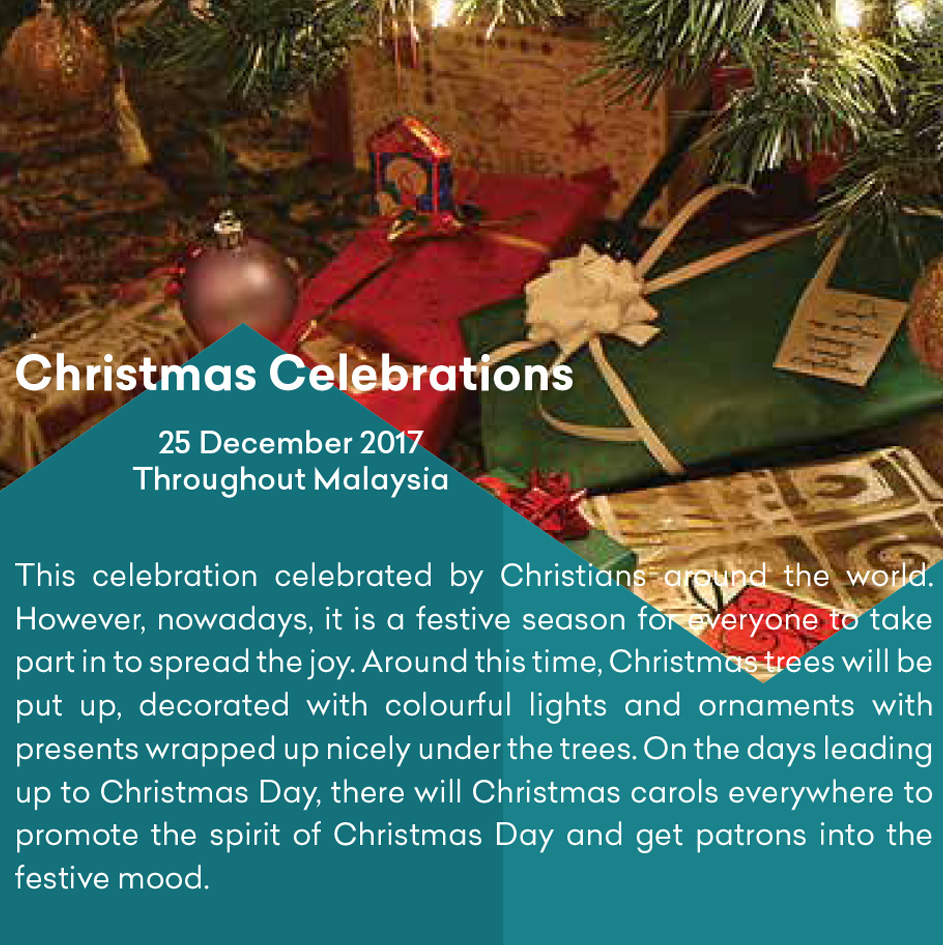 Christmas Celebrations
25 December 2017
Throughout Malaysia
This celebration celebrated by Christians around the world.
However, nowadays, it is a festive season for everyone to take
part in to spread the joy. Around this time, Christmas trees will be
put up, decorated with colourful lights and ornaments with
presents wrapped up nicely under the trees. On the days leading
up to Christmas Day, there will Christmas carols everywhere to
promote the spirit of Christmas Day and get patrons into the
festive mood.